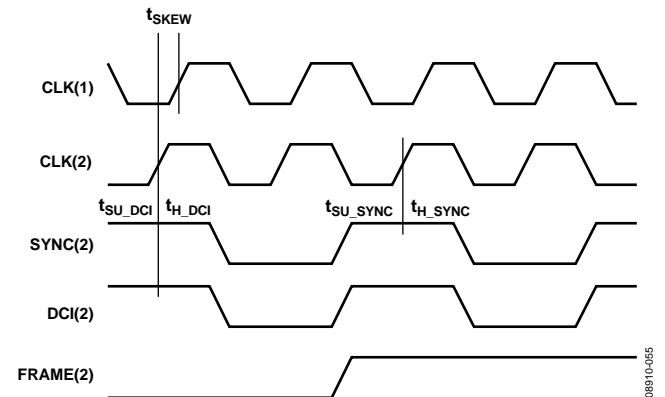 tSKEW
CLK(1)
CLK(2)
tSU_DCI tH_DCI tSU_SYNC tH_SYNC
SYNC(2)
DCI(2)
FRAME(2)
08910-055